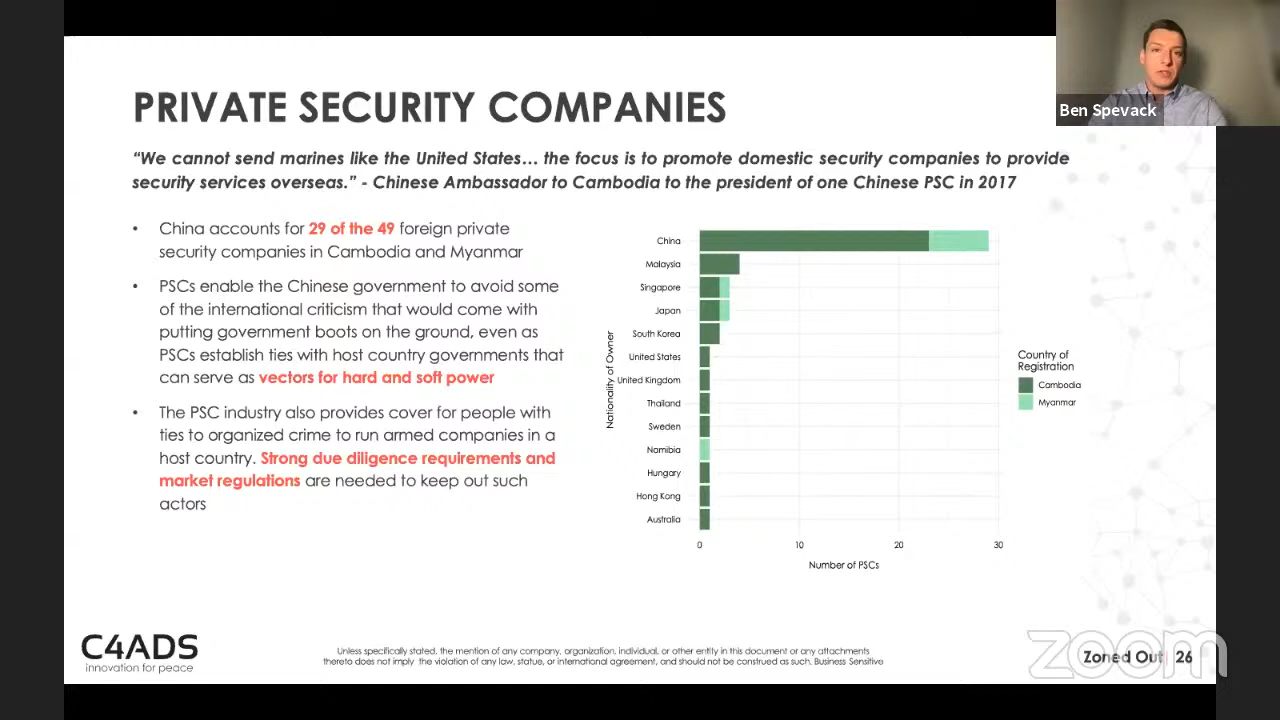 Ben Spevack
PRIVATE SECURITY COMPANIES
“We cannot send marines like the United States… the focus is to promote domestic security companies to provide
security services overseas.” - Chinese Ambassador to Cambodia to the president of one Chinese PSC in 2017
• China accounts for 29 of the 49 foreign private
security companies in Cambodia and Myanmar
• PSCs enable the Chinese government to avoid some
of the international criticism that would come with
putting government boots on the ground, even as
PSCs establish ties with host country governments that
can serve as vectors for hard and soft power
• The PSC industry also provides cover for people with
ties to organized crime to run armed companies in a
host country. Strong due diligence requirements and
market regulations are needed to keep out such
actors
Nationality of Owner
China
Malaysia
Singapore
Japan
South Korea
United States
United Kingdom
Thailand
Sweden
Namibia
Hungary
Hong Kong
Australia
0 10 20 30
Number of PSCs
Country of
Registration
Cambodia
Myanmar
C4ADS
innovation for peace
Unless specifically stated, the mention of any company, organization, individual, or other entity in this document or any attachments
thereto does not imply the violation of any law, statue, or international agreement, and should not be construed as such. Business Sensitive
Zoned Out| 26
zoom